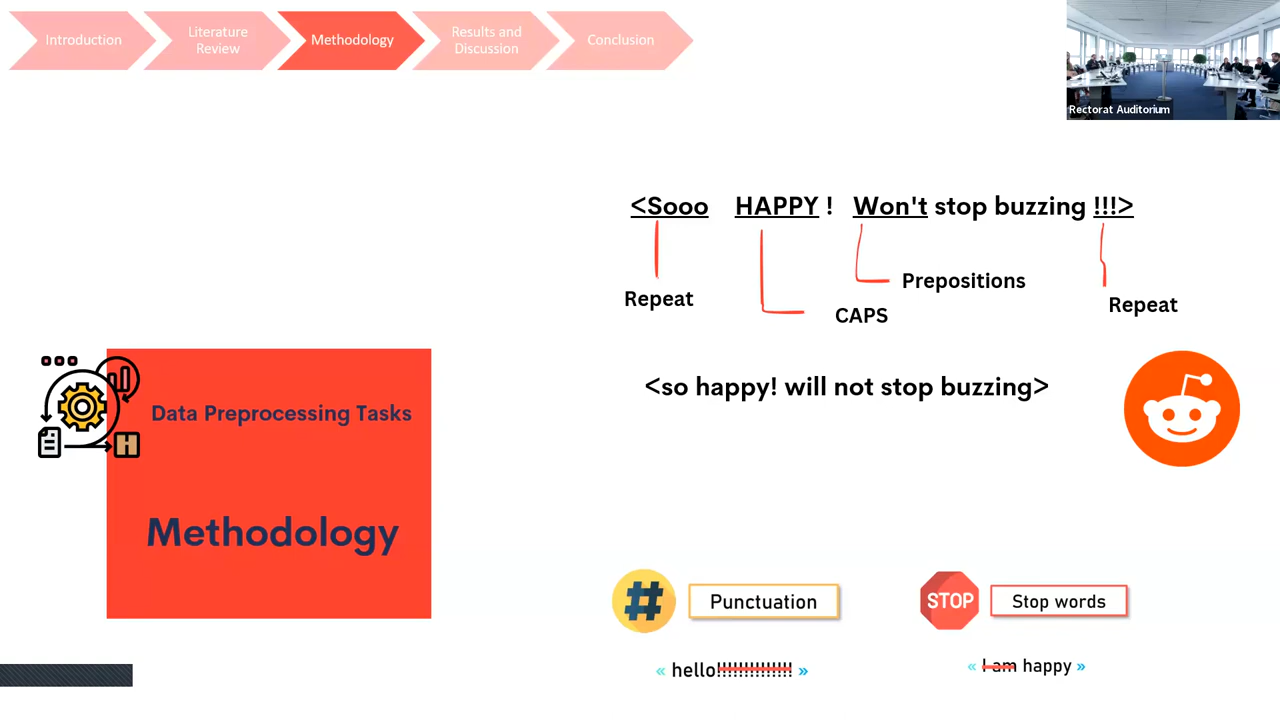 Introduction
Literature
Review
Methodology
Results and
Discussion
Conclusion
Rectorat Auditorium
<Sooo HAPPY ! Won't stop buzzing !!!>
Repeat
CAPS
Prepositions
Repeat
<so happy! will not stop buzzing>
Data Preprocessing Tasks
Methodology
# Punctuation
STOP Stop words
« hello!!!!!!!!!!!!!! »
« I am happy »